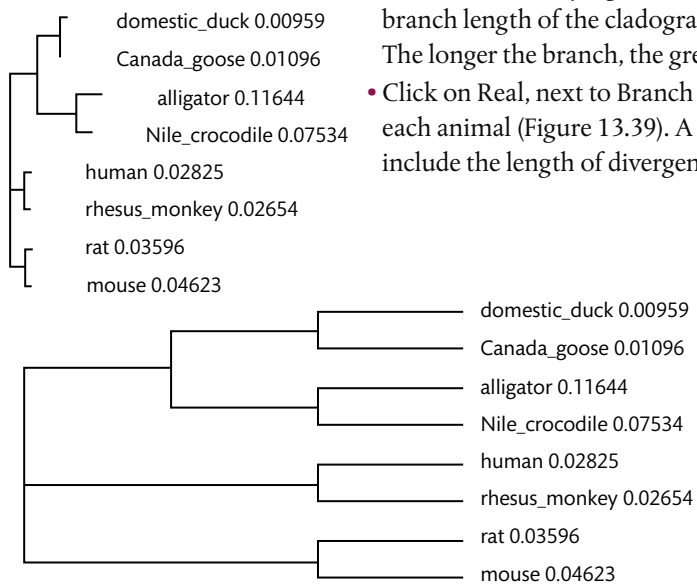 domestic_duck 0.00959
Canada_goose 0.01096
alligator 0.11644
Nile_crocodile 0.07534
human 0.02825
rhesus_monkey 0.02654
rat 0.03596
mouse 0.04623
branch length of the cladogra
The longer the branch, the gre
• Click on Real, next to Branch
each animal (Figure 13.39). A
include the length of divergen
domestic_duck 0.00959
Canada_goose 0.01096
alligator 0.11644
Nile_crocodile 0.07534
human 0.02825
rhesus_monkey 0.02654
rat 0.03596
mouse 0.04623